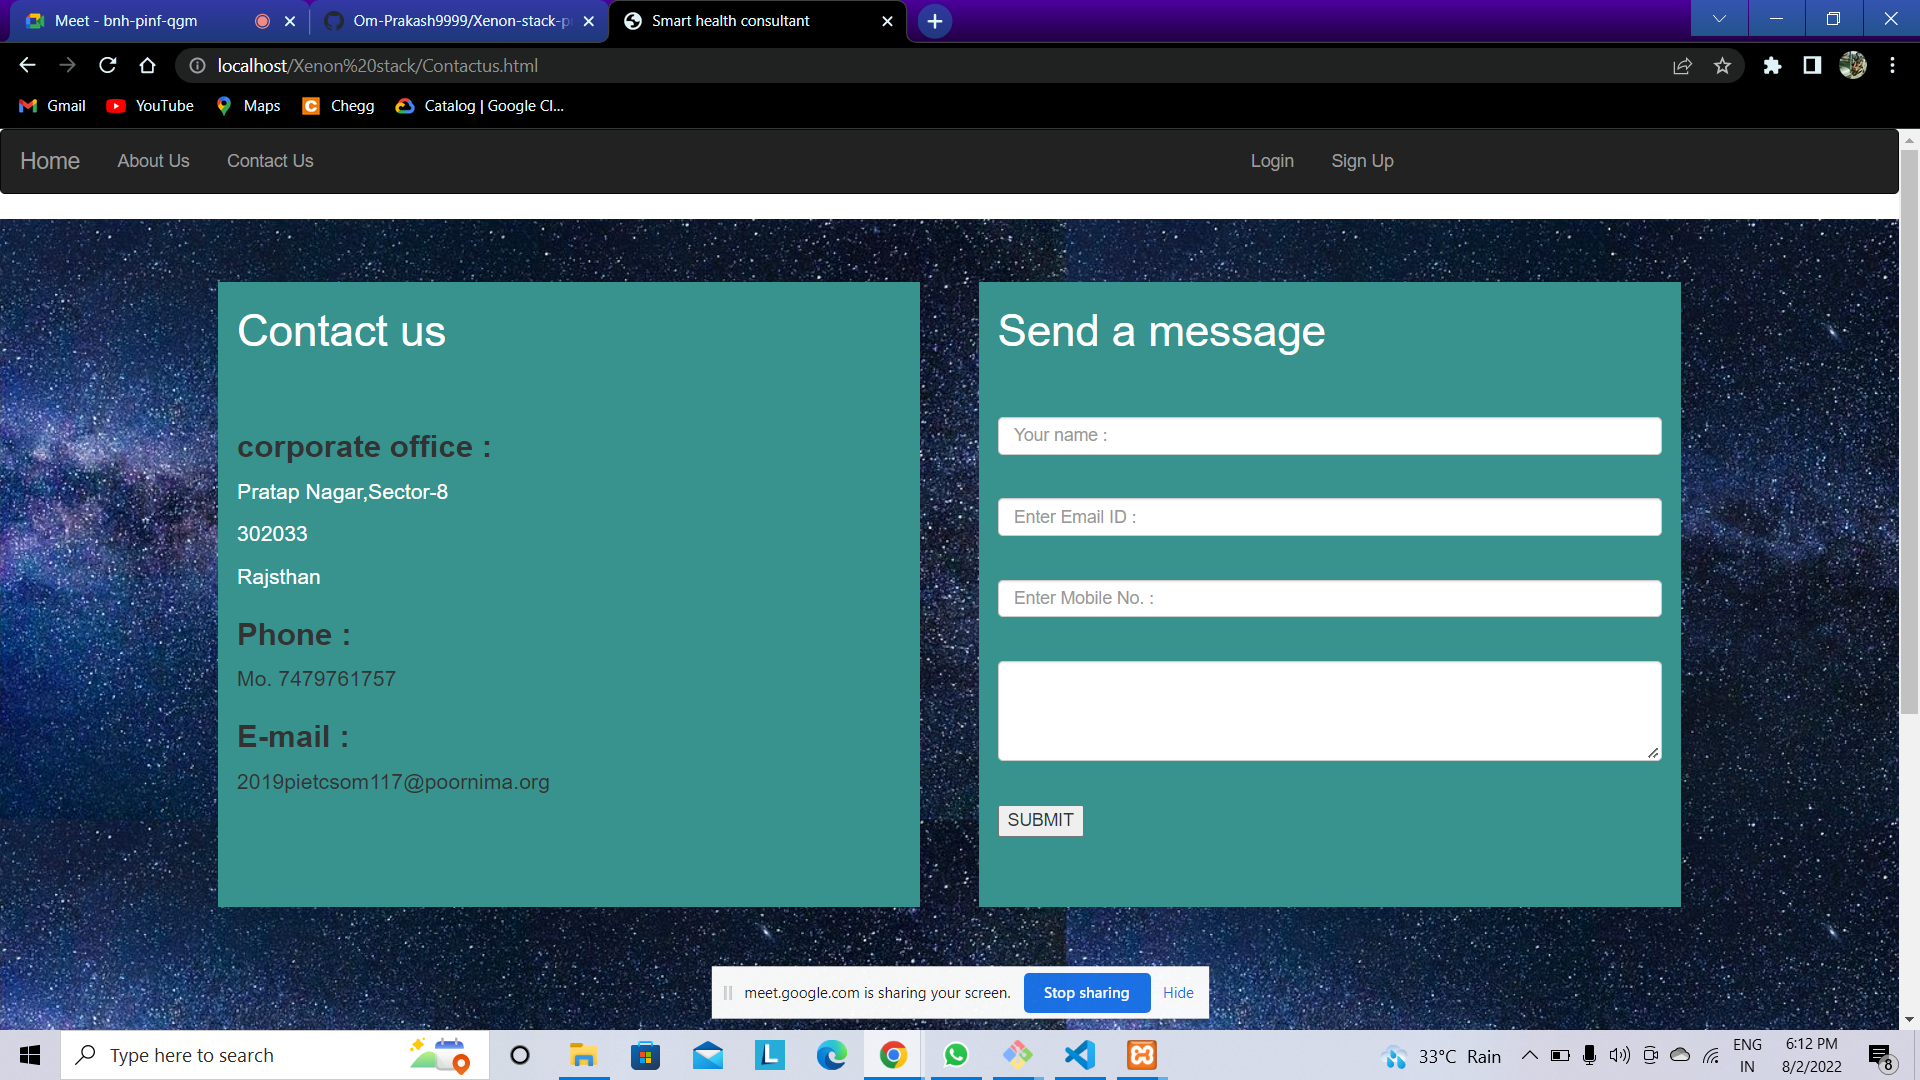 Meet - bnh-pinf-qgm
Om-Prakash9999/Xenon-stack-p
Smart health consultant
localhost/Xenon%20stack/Contactus.html
Gmail
YouTube
Maps
Chegg
Catalog | Google Cl...
Home
About Us
Contact Us
Login
Sign Up
Contact us
corporate office :
Pratap Nagar,Sector-8
302033
Rajsthan
Phone :
Mo. 7479761757
E-mail :
2019pietcsom117@poornima.org
Send a message
Your name :
Enter Email ID :
Enter Mobile No. :
SUBMIT
meet.google.com is sharing your screen.
Stop sharing
Hide
Type here to search
33°C Rain
ENG
IN
6:12 PM
8/2/2022
8